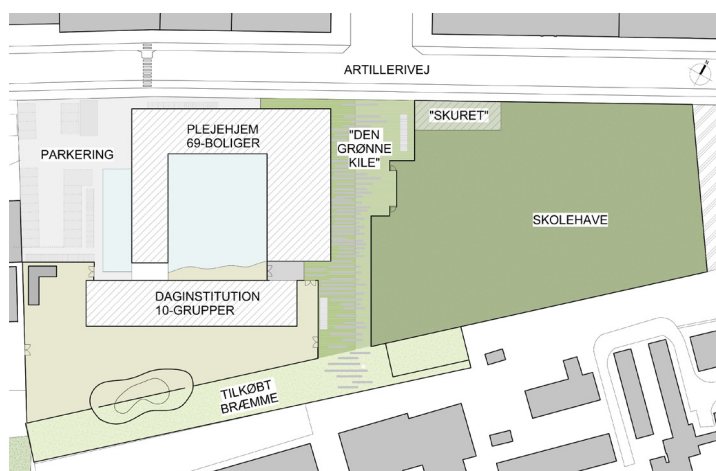 ARTILLERIVEJ
N
PLEJEHJEM
69-BOLIGER
"DEN
GRØNNE
KILE"
"SKURET"
PARKERING
SKOLEHAVE
DAGINSTITUTION
10-GRUPPER
TILKØBT
BRÆMME